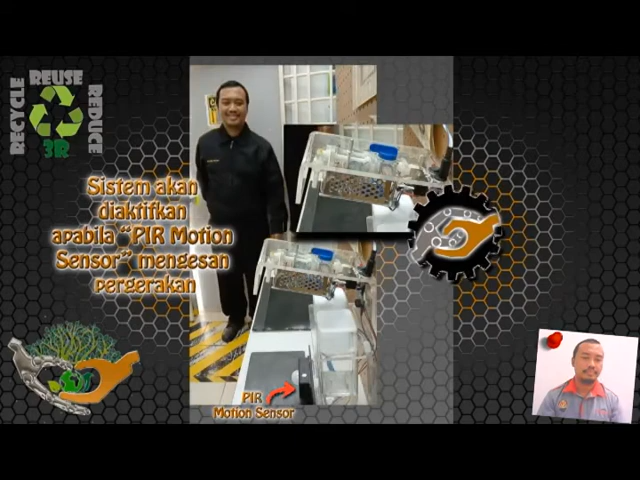 RECYCLE
REUSE
REDUCE
3R
Sistem akan
diaktifkan
apabila “PIR Motion
Sensor” mengesan
pergerakan
PIR
Motion Sensor